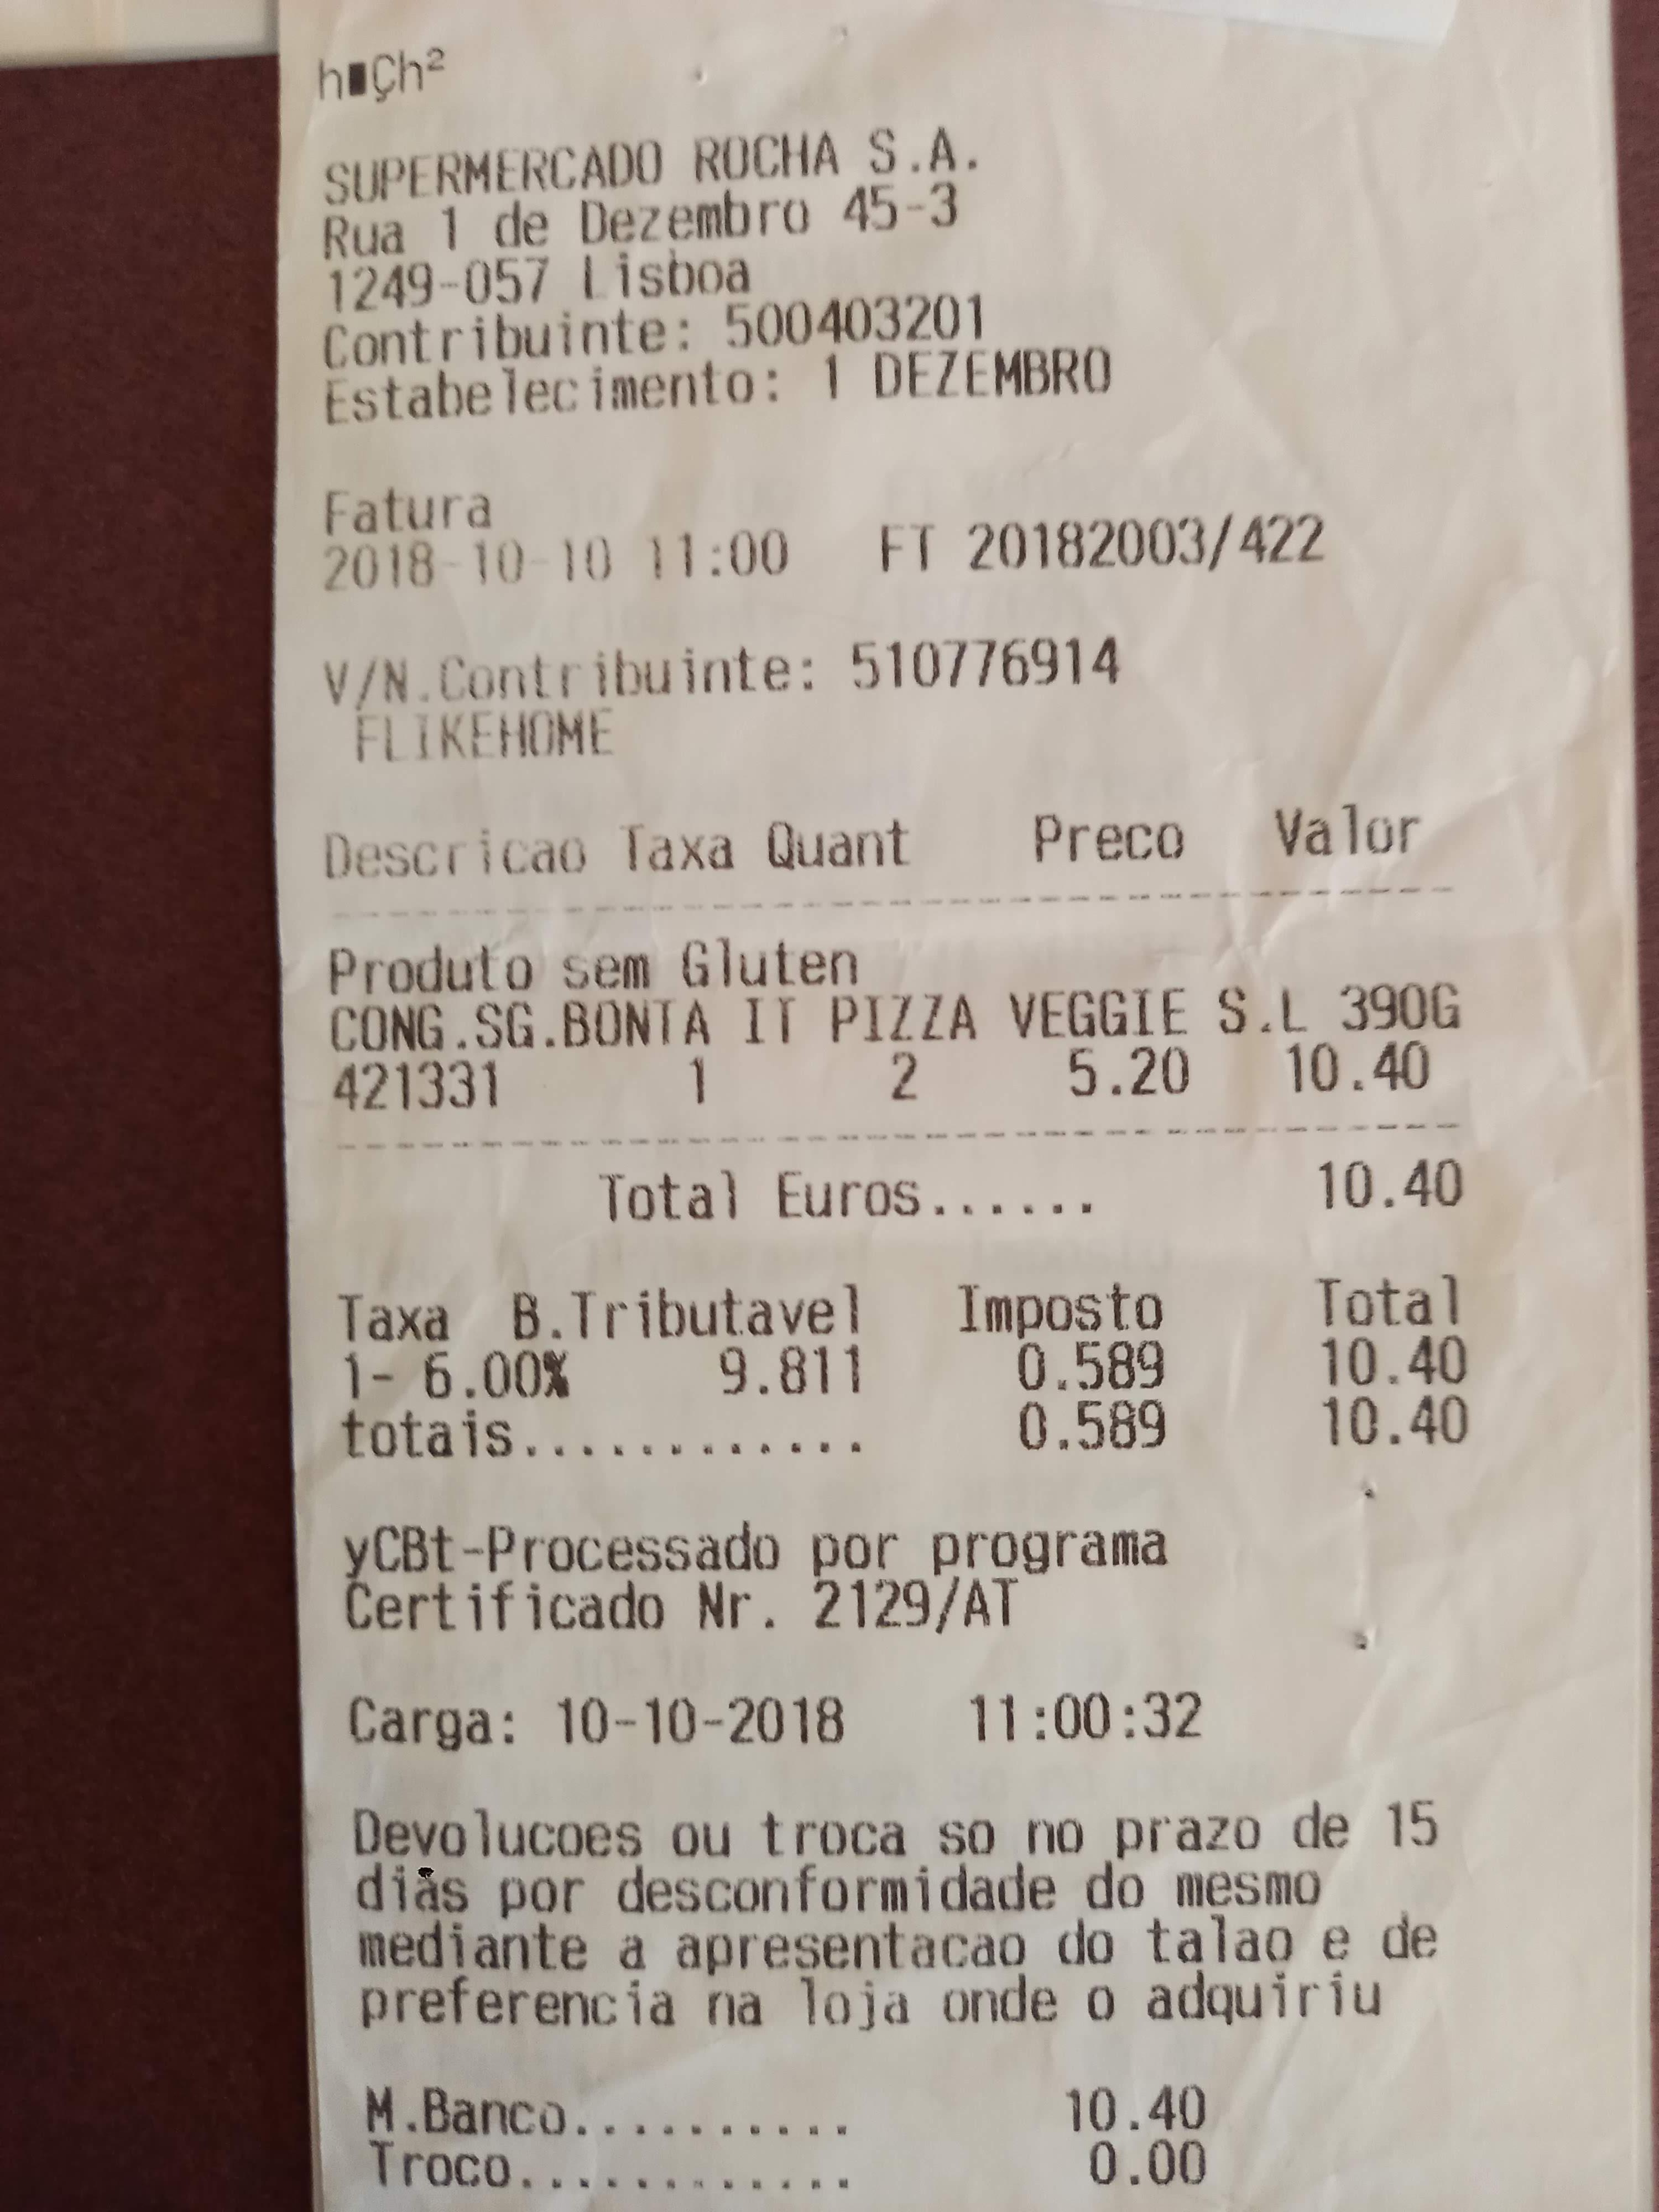 h■Çh²
SUPERMERCADO ROCHA S.A.
Rua 1 de Dezembro 45-3
1249-057 Lisboa
Contribuinte: 500403201
Estabelecimento: 1 DEZEMBRO
Fatura
2018-10-10 11:00 FT 20182003/422
V/N.Contribuinte: 510776914
FLIKEHOME
Descricao Taxa Quant Preco Valor
Produto sem Gluten
CONG.SG.BONTA IT PIZZA VEGGIE S.L 390G
421331 1 2 5.20 10.40
Total Euros...... 10.40
Taxa B.Tributavel Imposto Total
1- 6.00% 9.811 0.589 10.40
totais............ 0.589 10.40
yCBt-Processado por programa
Certificado Nr. 2129/AT
Carga: 10-10-2018 11:00:32
Devolucoes ou troca so no prazo de 15
dias por desconformidade do mesmo
mediante a apresentacao do talao e de
preferencia na loja onde o adquiriu
M.Banco.......... 10.40
Troco............ 0.00